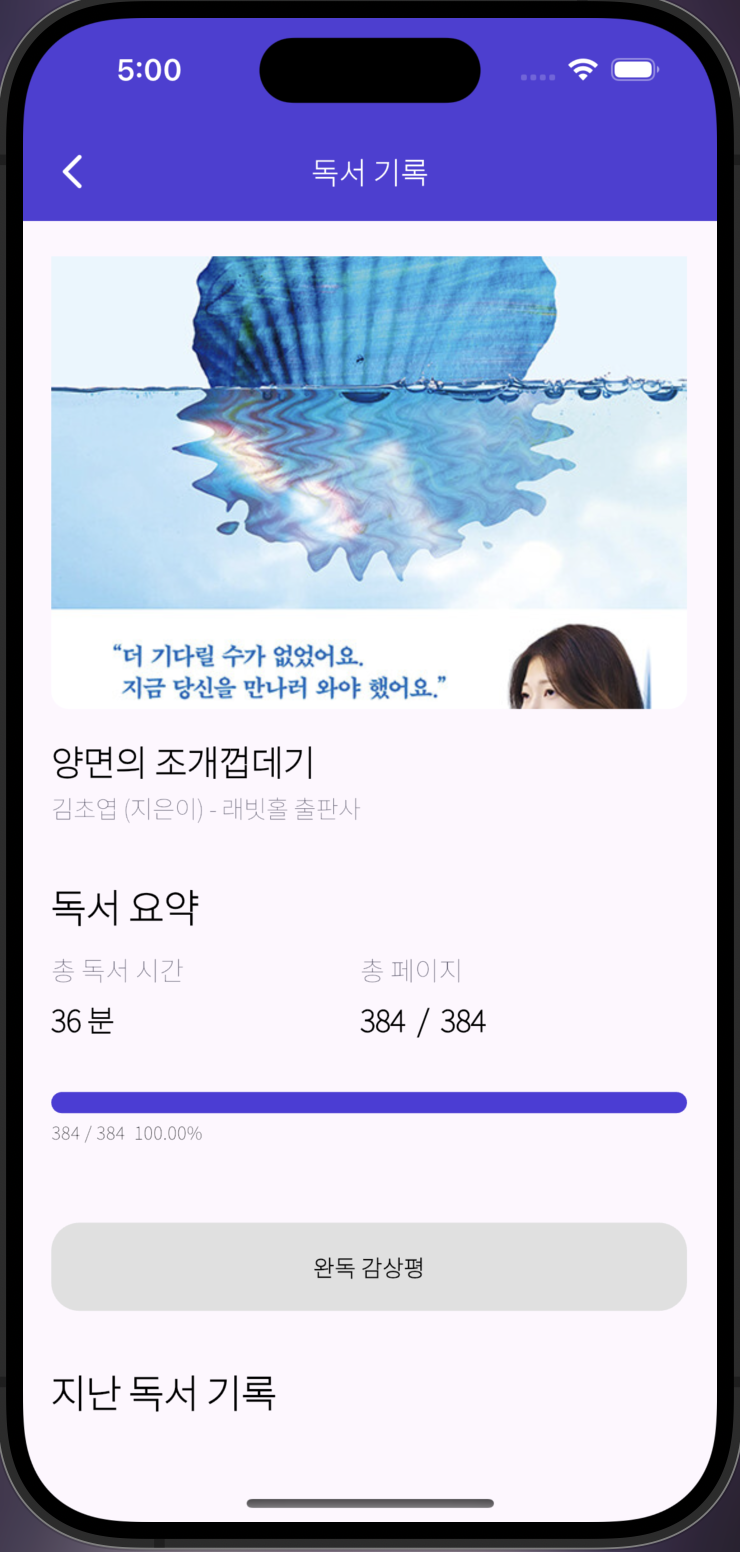 5:00
독서 기록
“더 기다릴 수가 없었어요.
지금 당신을 만나러 와야 했어요.”
양면의 조개껍데기
김초엽 (지은이) - 래빗홀 출판사
독서 요약
총 독서 시간
총 페이지
36 분
384 / 384
384 / 384 100.00%
완독 감상평
지난 독서 기록